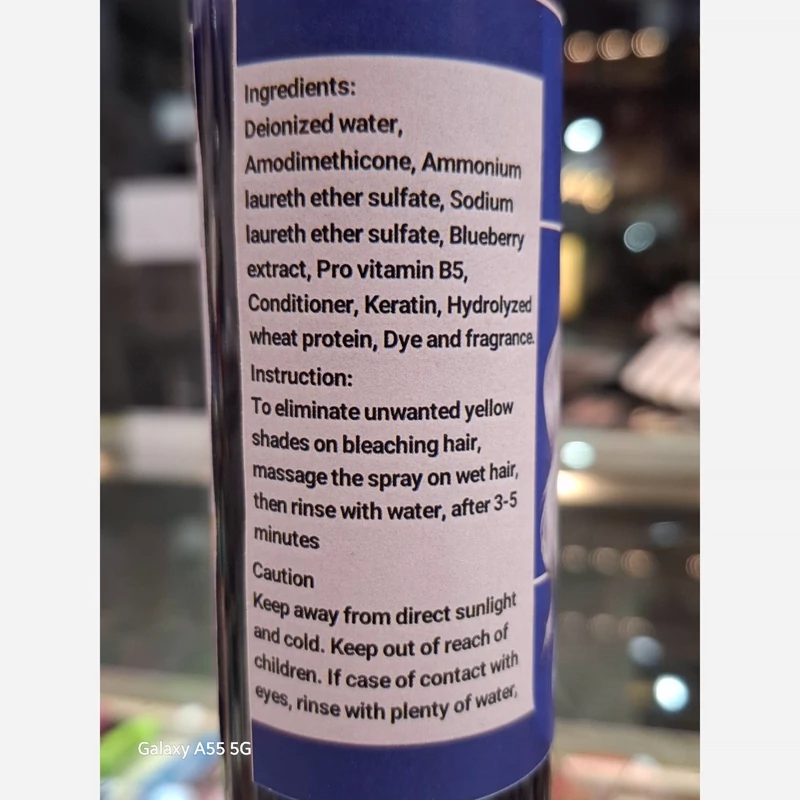 Ingredients:
Deionized water,
Amodimethicone, Ammonium
laureth ether sulfate, Sodium
laureth ether sulfate, Blueberry
extract, Pro vitamin B5,
Conditioner, Keratin, Hydrolyzed
wheat protein, Dye and fragrance.
Instruction:
To eliminate unwanted yellow
shades on bleaching hair,
massage the spray on wet hair,
then rinse with water, after 3-5
minutes
Caution
Keep away from direct sunlight
and cold. Keep out of reach of
children. If case of contact with
eyes, rinse with plenty of water,
Galaxy A55 5G